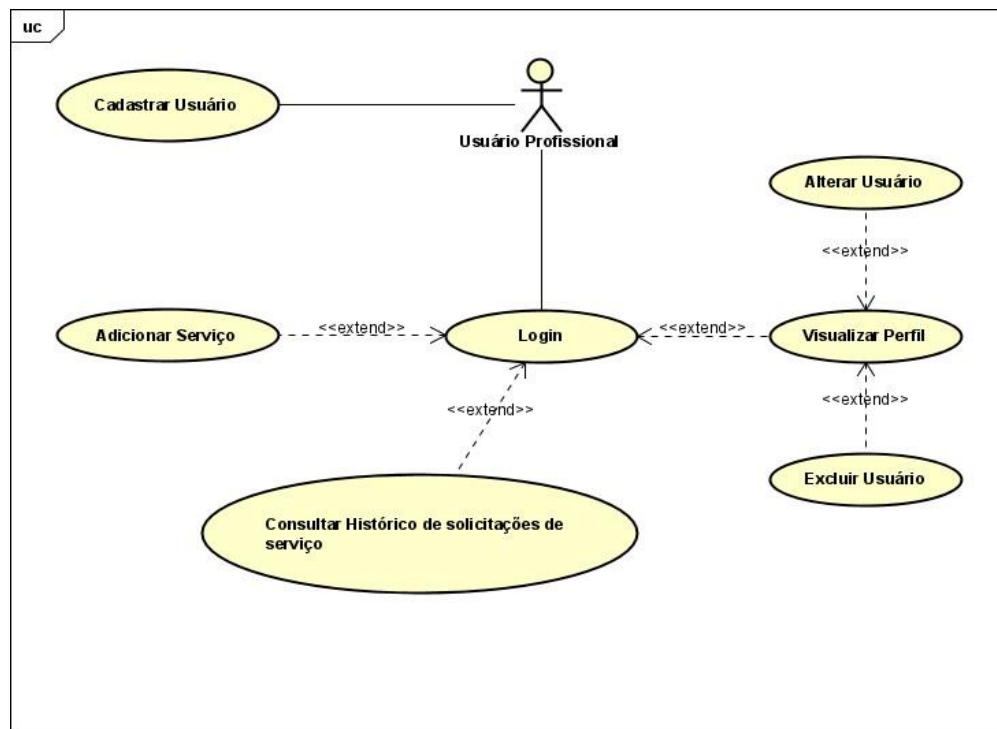 uc
Cadastrar Usuário
Usuário Profissional
Alterar Usuário
<<extend>>
Adicionar Serviço
<<extend>>
Login
<<extend>>
Visualizar Perfil
<<extend>>
<<extend>>
Excluir Usuário
Consultar Histórico de solicitações de
serviço